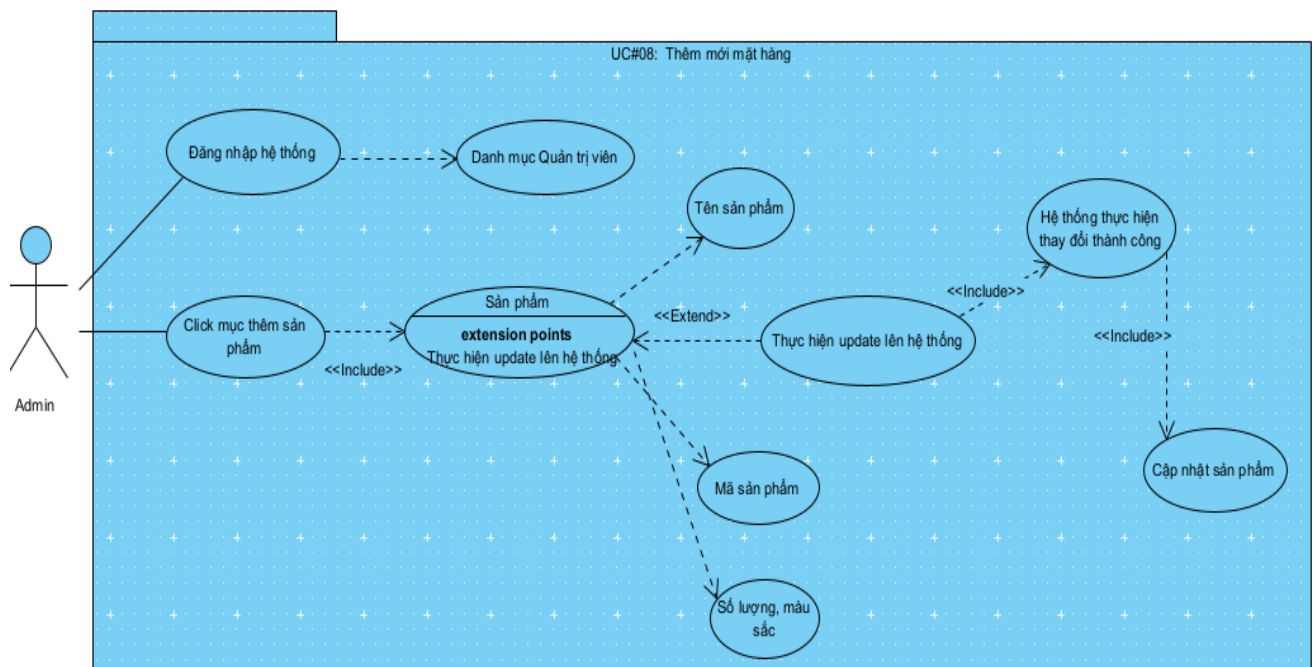 UC#08: Thêm mới mặt hàng
Đăng nhập hệ thống
Danh mục Quản trị viên
Tên sản phẩm
Hệ thống thực hiện
thay đổi thành công
Sản phẩm
extension points
Thực hiện update lên hệ thống
<<Extend>>
<<Include>>
Click mục thêm sản
phẩm
<<Include>>
Thực hiện update lên hệ thống
<<Include>>
Admin
Mã sản phẩm
Cập nhật sản phẩm
Số lượng, màu
sắc